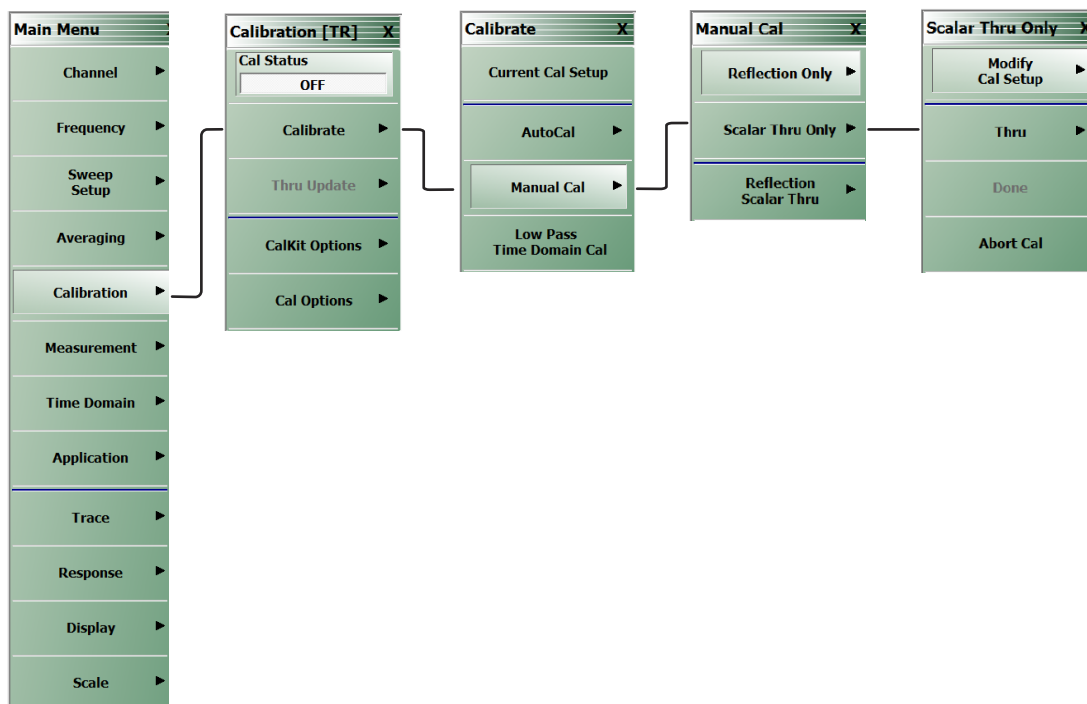 Main Menu
Channel
Frequency
Sweep
Setup
Averaging
Calibration
Measurement
Time Domain
Application
Trace
Response
Display
Scale
Calibration [TR] X
Cal Status
OFF
Calibrate
Thru Update
CalKit Options
Cal Options
Calibrate X
Current Cal Setup
AutoCal
Manual Cal
Low Pass
Time Domain Cal
Manual Cal X
Reflection Only
Scalar Thru Only
Reflection
Scalar Thru
Scalar Thru Only X
Modify
Cal Setup
Thru
Done
Abort Cal